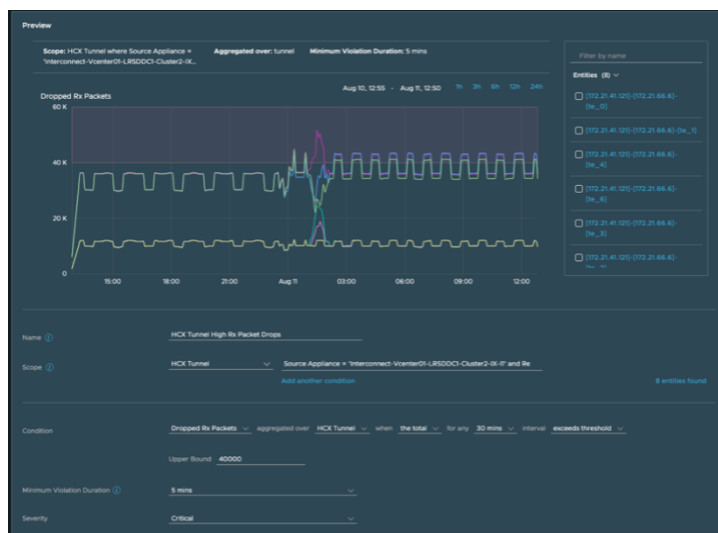 Preview
Scope: HCX Tunnel where Source Appliance = Aggregated over: tunnel Minimum Violation Duration: 5 mins
'Interconnect-Vcenter01-LRSDDC1-Cluster2-IX...
Filter by name
Entities (8)
Aug 10, 12:55 - Aug 11, 12:50 1h 3h 6h 12h 24h
Dropped Rx Packets
60 K
40 K
20 K
0
15:00 18:00 21:00 Aug 11 03:00 06:00 09:00 12:00
[172.21.41.121]-[172.21.66.6]-
[te_0]
[172.21.41.121]-[172.21.66.6]-[te_1]
[172.21.41.121]-[172.21.66.6]-
[te_4]
[172.21.41.121]-[172.21.66.6]-
[te_6]
[172.21.41.121]-[172.21.66.6]-
[te_3]
[172.21.41.121]-[172.21.66.6]-
Name HCX Tunnel High Rx Packet Drops
Scope HCX Tunnel Source Appliance = 'Interconnect-Vcenter01-LRSDDC1-Cluster2-IX-I1' and Re
Add another condition 8 entities found
Condition Dropped Rx Packets aggregated over HCX Tunnel when the total for any 30 mins interval exceeds threshold
Upper Bound 40000
Minimum Violation Duration 5 mins
Severity Critical